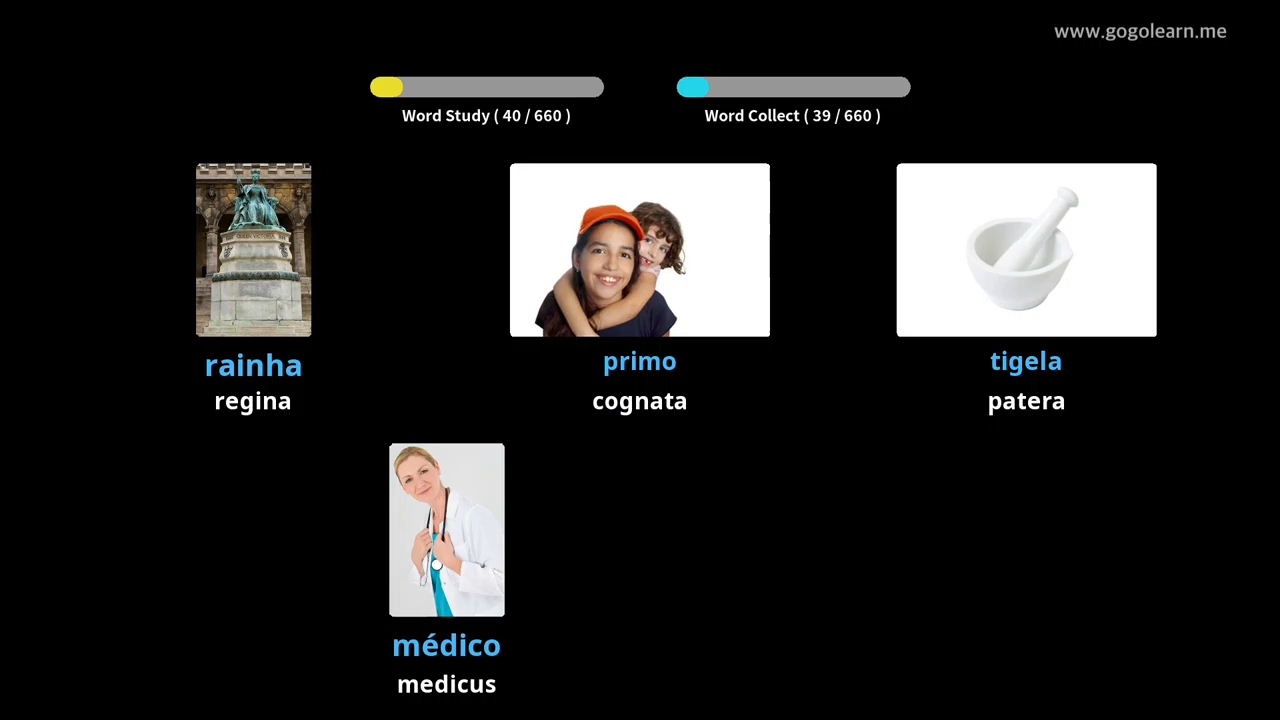 www.gogolearn.me
Word Study ( 40 / 660 )
Word Collect ( 39 / 660 )
rainha
regina
primo
cognata
tigela
patera
médico
medicus